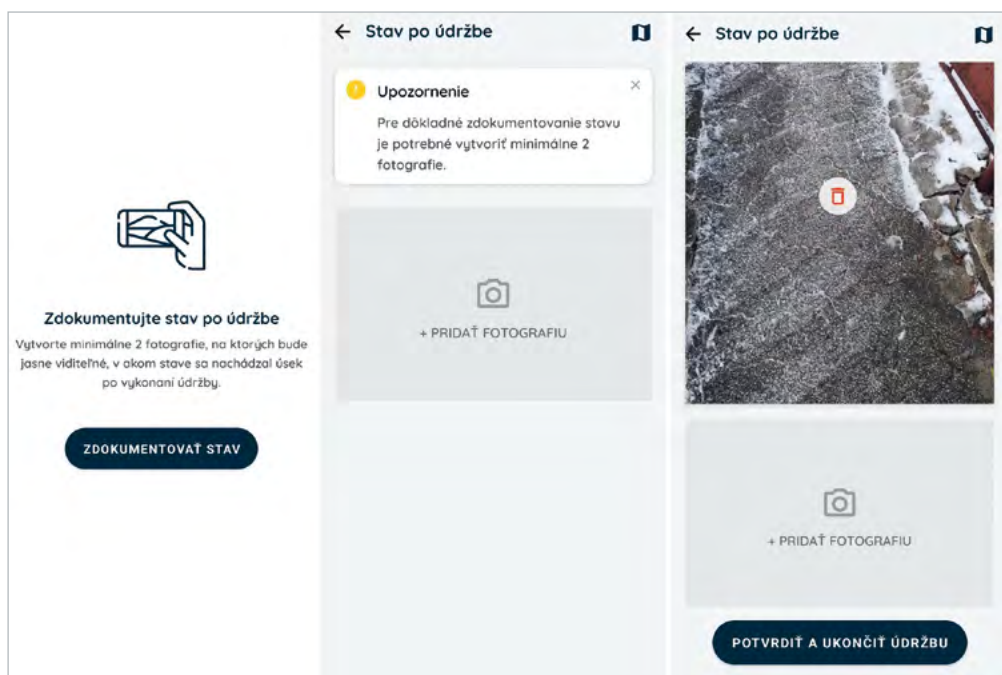 Zdokumentujte stav po údržbe
Vytvorte minimálne 2 fotografie, na ktorých bude
jasne viditeľné, v akom stave sa nachádzal úsek
po vykonaní údržby.
ZDOKUMENTOVAŤ STAV
Stav po údržbe
Upozornenie
Pre dôkladné zdokumentovanie stavu
je potrebné vytvoriť minimálne 2
fotografie.
+ PRIDAŤ FOTOGRAFIU
Stav po údržbe
+ PRIDAŤ FOTOGRAFIU
POTVRDIŤ A UKONČIŤ ÚDRŽBU